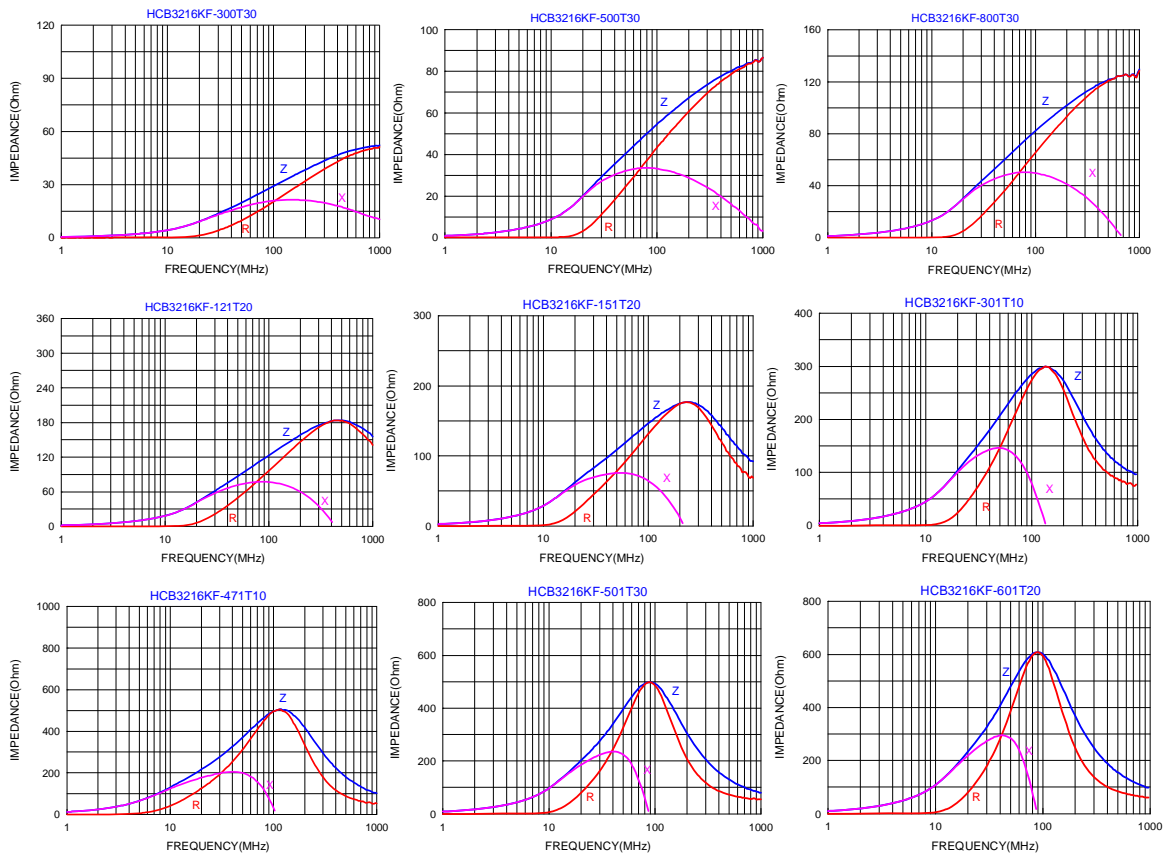 HCB3216KF-300T30
120
90
60
30
0
IMPEDANCE(Ohm)
Z
X
R
1 10 100 1000
FREQUENCY(MHz)
HCB3216KF-500T30
100
80
60
40
20
0
IMPEDANCE(Ohm)
Z
X
R
1 10 100 1000
FREQUENCY(MHz)
HCB3216KF-800T30
160
120
80
40
0
IMPEDANCE(Ohm)
Z
X
R
1 10 100 1000
FREQUENCY(MHz)
HCB3216KF-121T20
360
300
240
180
120
60
0
IMPEDANCE(Ohm)
Z
X
R
1 10 100 1000
FREQUENCY(MHz)
HCB3216KF-151T20
300
200
100
0
IMPEDANCE(Ohm)
Z
X
R
1 10 100 1000
FREQUENCY(MHz)
HCB3216KF-301T10
400
300
200
100
0
IMPEDANCE(Ohm)
Z
X
R
1 10 100 1000
FREQUENCY(MHz)
HCB3216KF-471T10
1000
800
600
400
200
0
IMPEDANCE(Ohm)
Z
X
R
1 10 100 1000
FREQUENCY(MHz)
HCB3216KF-501T30
800
600
400
200
0
IMPEDANCE(Ohm)
Z
X
R
1 10 100 1000
FREQUENCY(MHz)
HCB3216KF-601T20
800
600
400
200
0
IMPEDANCE(Ohm)
Z
X
R
1 10 100 1000
FREQUENCY(MHz)